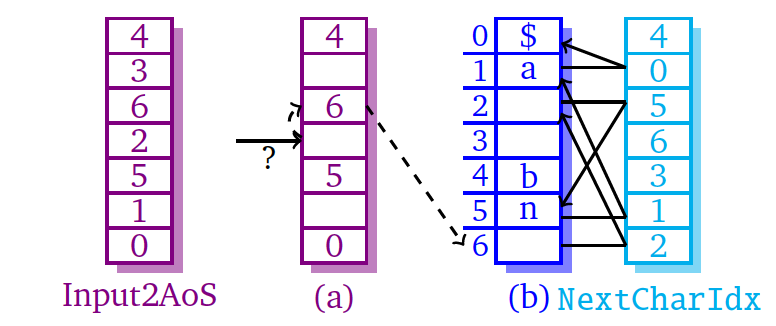 4 4 0 $ 4
3 1 a 0
6 6 2 5
2 ? 3 6
5 5 4 b 3
1 5 n 1
0 0 6 2
Input2AoS (a) (b) NextCharIdx